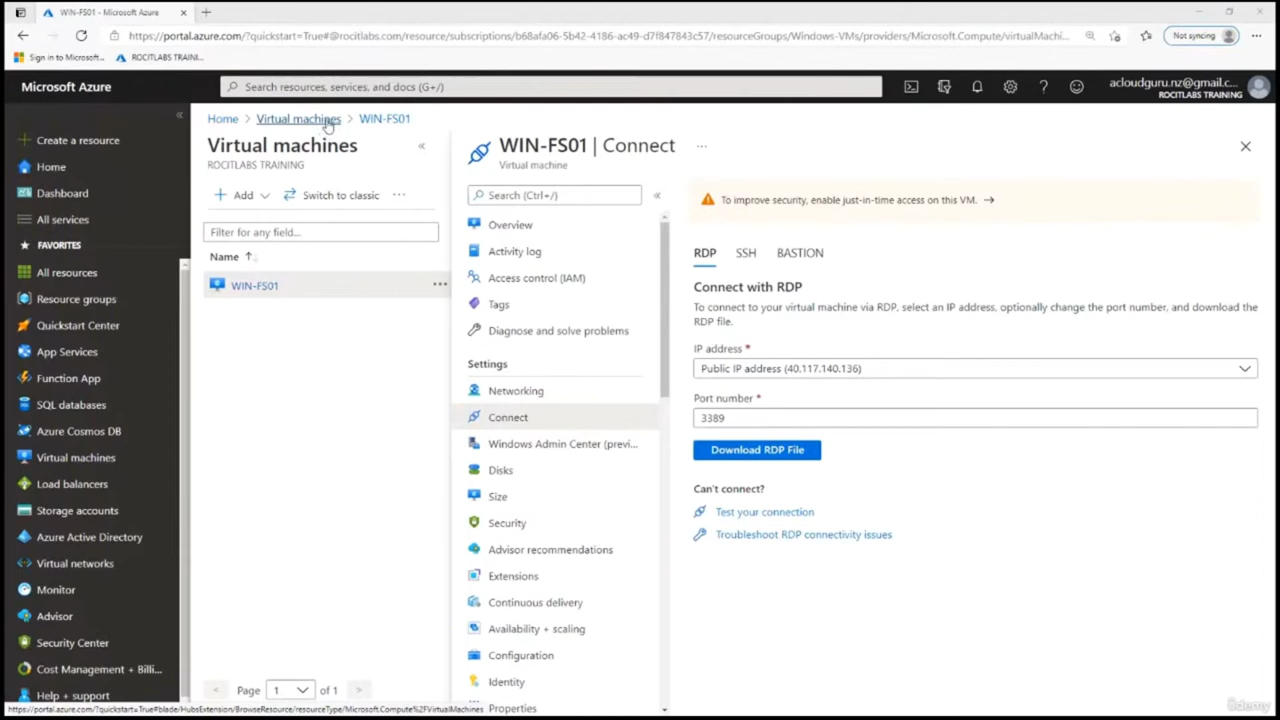 WIN-FS01 - Microsoft Azure
https://portal.azure.com/?quickstart=True#@rocitlabs.com/resource/subscriptions/b68afa06-5b42-4186-ac49-d7f847843c57/resourceGroups/Windows-VMs/providers/Microsoft.Compute/virtualMachi...
Not syncing
Sign in to Microsoft...
ROCITLABS TRAINI...
Microsoft Azure
Search resources, services, and docs (G+/)
acloudguru.nz@gmail.c...
ROCITLABS TRAINING
Create a resource
Home
Dashboard
All services
FAVORITES
All resources
Resource groups
Quickstart Center
App Services
Function App
SQL databases
Azure Cosmos DB
Virtual machines
Load balancers
Storage accounts
Azure Active Directory
Virtual networks
Monitor
Advisor
Security Center
Cost Management + Billi...
Help + support
Home > Virtual machines > WIN-FS01
Virtual machines
ROCITLABS TRAINING
Add
Switch to classic
Filter for any field...
Name
WIN-FS01
Page 1 of 1
WIN-FS01 | Connect
Virtual machine
Search (Ctrl+/)
Overview
Activity log
Access control (IAM)
Tags
Diagnose and solve problems
Settings
Networking
Connect
Windows Admin Center (previ...
Disks
Size
Security
Advisor recommendations
Extensions
Continuous delivery
Availability + scaling
Configuration
Identity
Properties
To improve security, enable just-in-time access on this VM.
RDP SSH BASTION
Connect with RDP
To connect to your virtual machine via RDP, select an IP address, optionally change the port number, and download the
RDP file.
IP address *
Public IP address (40.117.140.136)
Port number *
3389
Download RDP File
Can't connect?
Test your connection
Troubleshoot RDP connectivity issues
https://portal.azure.com/?quickstart=True#blade/HubsExtension/BrowseResource/resourceType/Microsoft.Compute%2FVirtualMachines
Udemy